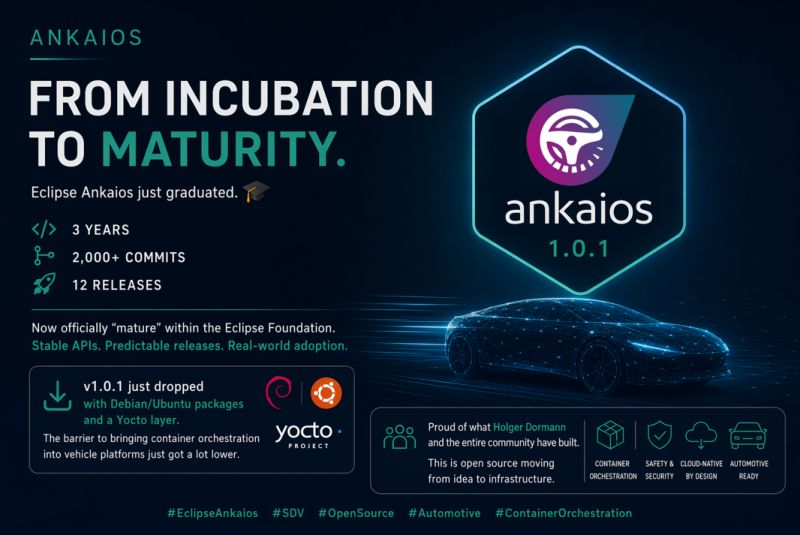 ANKAIOS
FROM INCUBATION
TO MATURITY.
Eclipse Ankaios just graduated.
</> 3 YEARS
2,000+ COMMITS
12 RELEASES
Now officially “mature” within the Eclipse Foundation.
Stable APIs. Predictable releases. Real-world adoption.
v1.0.1 just dropped
with Debian/Ubuntu packages
and a Yocto layer.
The barrier to bringing container orchestration
into vehicle platforms just got a lot lower.
yocto
PROJECT
ankaios
1.0.1
Proud of what Holger Dormann
and the entire community have built.
This is open source moving
from idea to infrastructure.
CONTAINER
ORCHESTRATION
SAFETY &
SECURITY
CLOUD-NATIVE
BY DESIGN
AUTOMOTIVE
READY
#EclipseAnkaios #SDV #OpenSource #Automotive #ContainerOrchestration